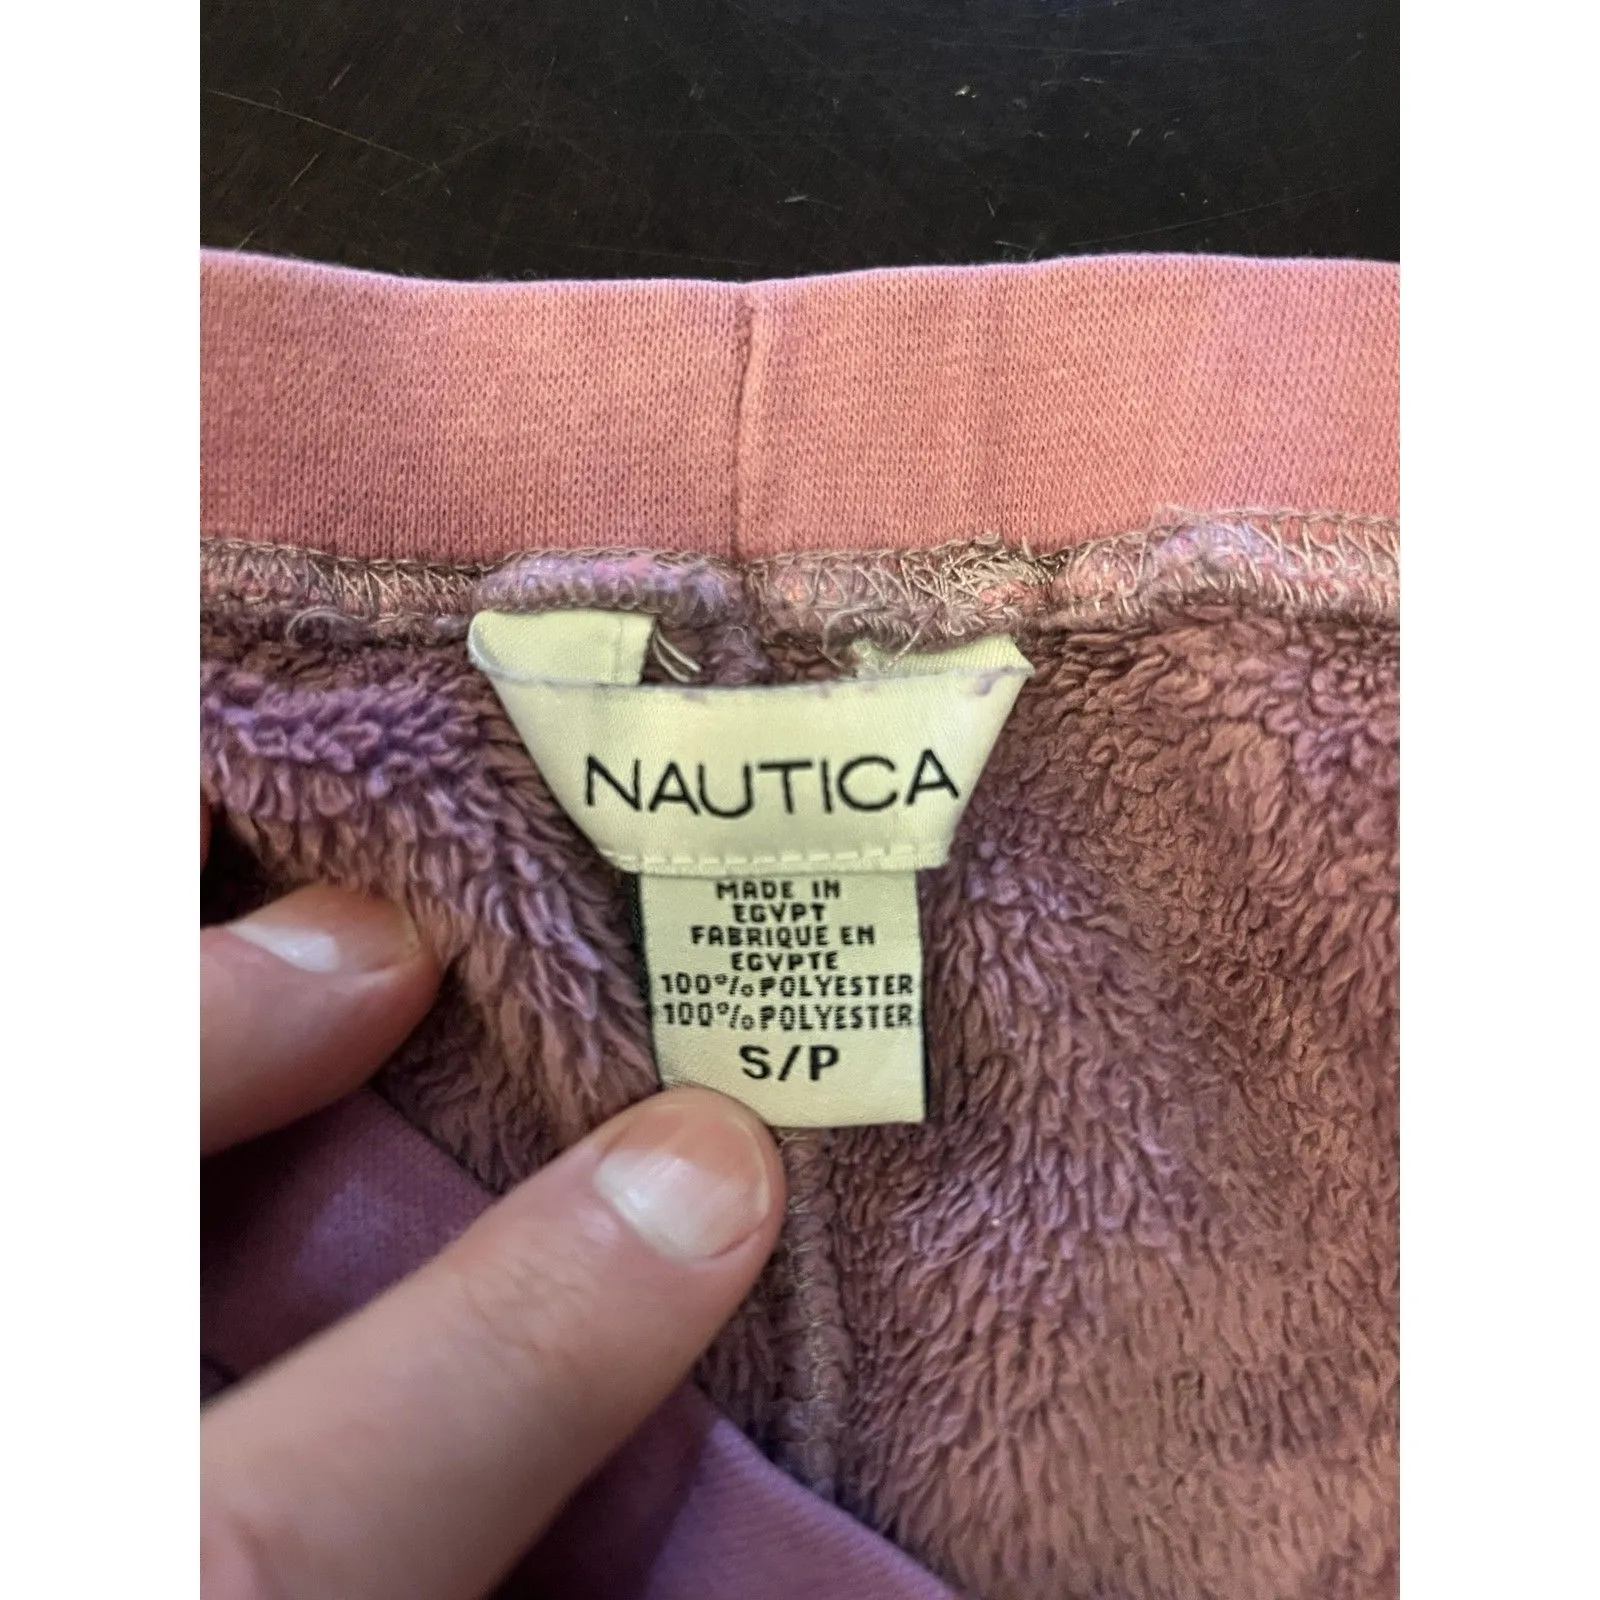 NAUTICA
MADE IN
EGYPT
FABRIQUE EN
EGYPTE
100% POLYESTER
100% POLYESTER
S/P